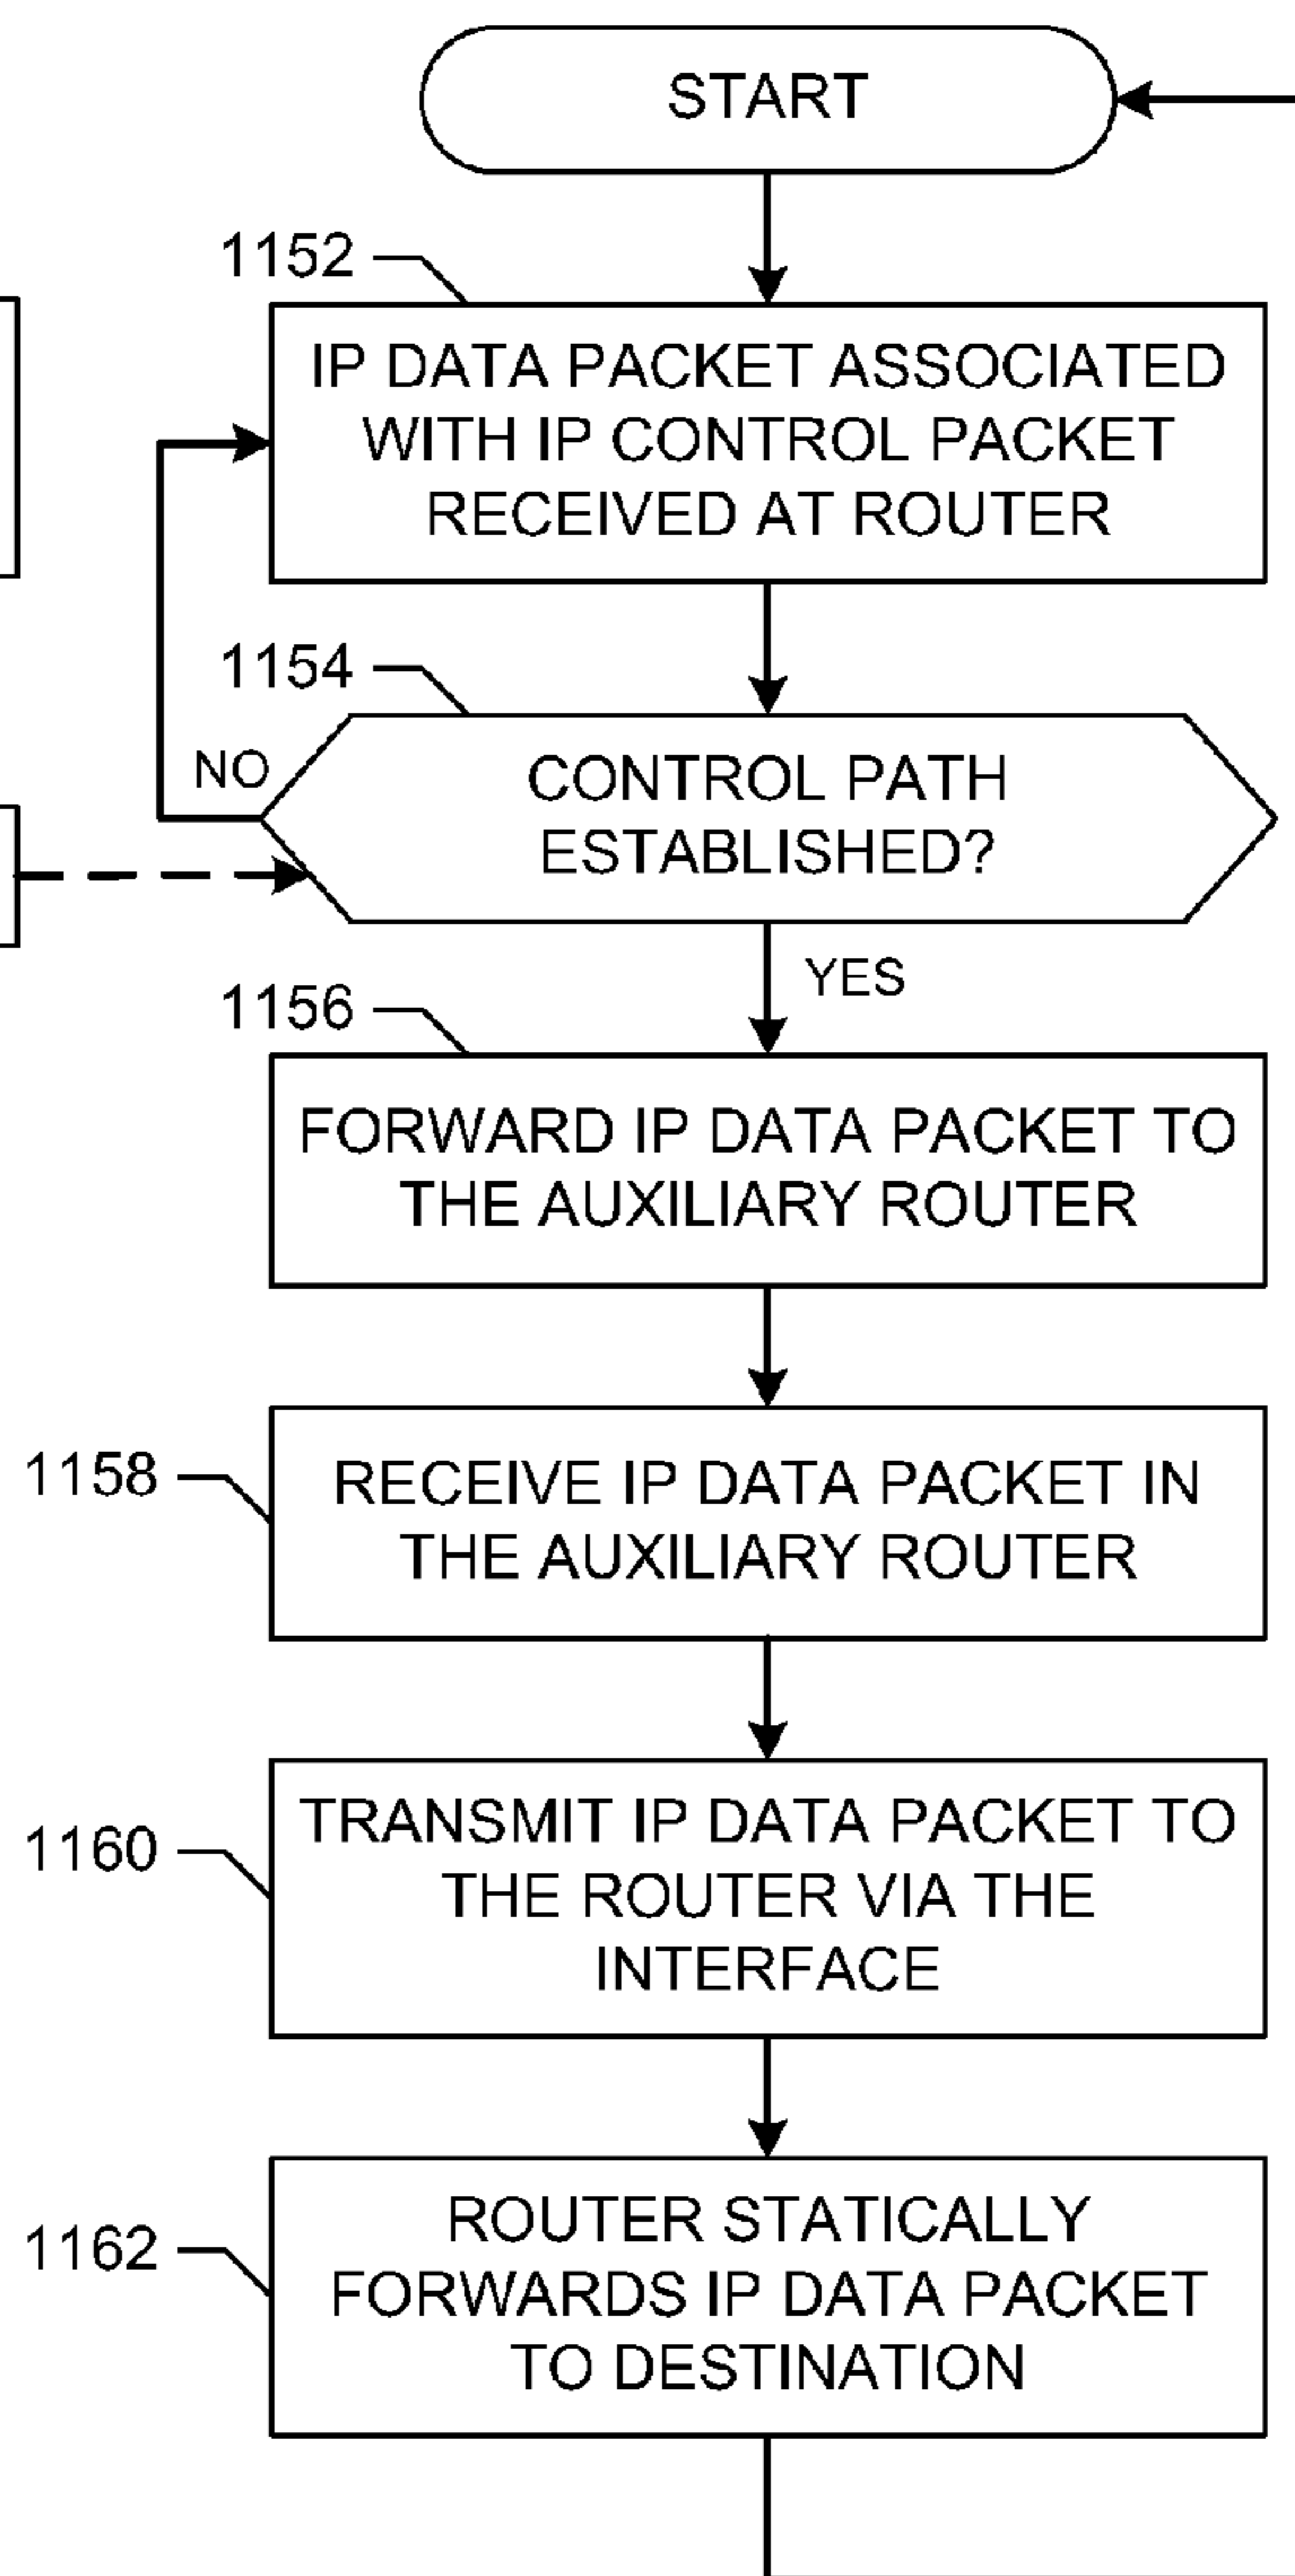 START
1152
IP DATA PACKET ASSOCIATED
WITH IP CONTROL PACKET
RECEIVED AT ROUTER
1154
NO
CONTROL PATH
ESTABLISHED?
YES
1156
FORWARD IP DATA PACKET TO
THE AUXILIARY ROUTER
1158
RECEIVE IP DATA PACKET IN
THE AUXILIARY ROUTER
1160
TRANSMIT IP DATA PACKET TO
THE ROUTER VIA THE
INTERFACE
1162
ROUTER STATICALLY
FORWARDS IP DATA PACKET
TO DESTINATION